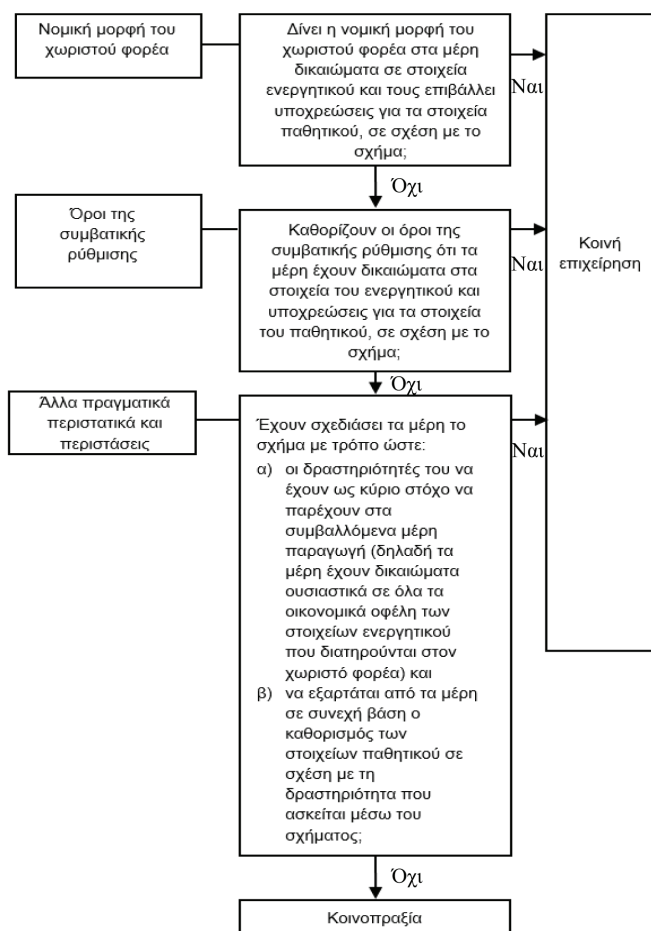 Νομική μορφή του
χωριστού φορέα
Δίνει η νομική μορφή του
χωριστού φορέα στα μέρη
δικαιώματα σε στοιχεία
ενεργητικού και τους επιβάλλει
υποχρεώσεις για τα στοιχεία
παθητικού, σε σχέση με το
σχήμα;
Ναι
Όχι
Όροι της
συμβατικής
ρύθμισης
Καθορίζουν οι όροι της
συμβατικής ρύθμισης ότι τα
μέρη έχουν δικαιώματα στα
στοιχεία του ενεργητικού και
υποχρεώσεις για τα στοιχεία
του παθητικού, σε σχέση με το
σχήμα;
Ναι
Κοινή
επιχείρηση
Όχι
Άλλα πραγματικά
περιστατικά και
περιστάσεις
Έχουν σχεδιάσει τα μέρη το
σχήμα με τρόπο ώστε:
α) οι δραστηριότητές του να
έχουν ως κύριο στόχο να
παρέχουν στα
συμβαλλόμενα μέρη
παραγωγή (δηλαδή τα
μέρη έχουν δικαιώματα
ουσιαστικά σε όλα τα
οικονομικά οφέλη των
στοιχείων ενεργητικού
που διατηρούνται στον
χωριστό φορέα) και
β) να εξαρτάται από τα μέρη
σε συνεχή βάση ο
καθορισμός των
στοιχείων παθητικού σε
σχέση με τη
δραστηριότητα που
ασκείται μέσω του
σχήματος;
Ναι
Όχι
Κοινοπραξία